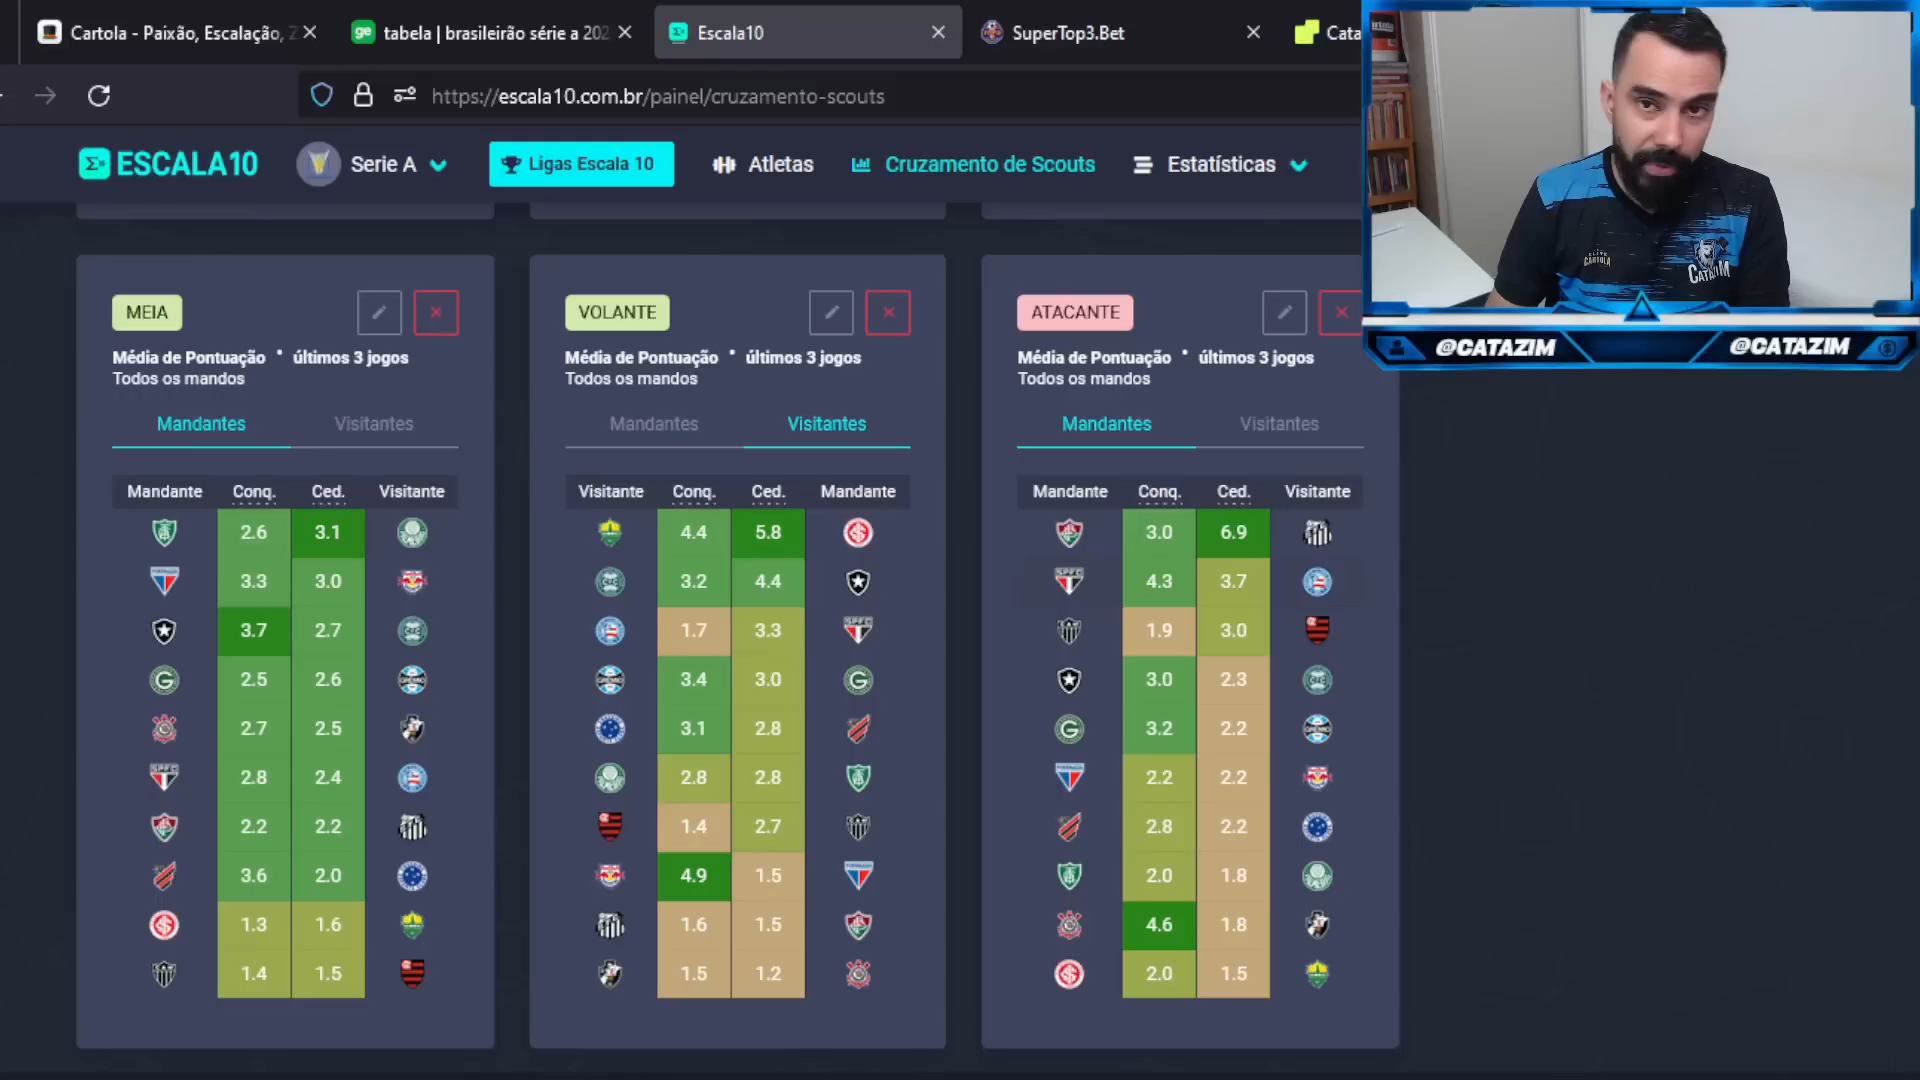 Cartola - Paixão, Escalação, Z
tabela | brasileirão série a 202
Escala10
SuperTop3.Bet
Cata
https://escala10.com.br/painel/cruzamento-scouts
ESCALA10
Serie A
Ligas Escala 10
Atletas
Cruzamento de Scouts
Estatísticas
ELITE
CARTOLA
CATAZIM
@CATAZIM
@CATAZIM
MEIA
Média de Pontuação • últimos 3 jogos
Todos os mandos
Mandantes Visitantes
Mandante Conq. Ced. Visitante
2.6 3.1
3.3 3.0
3.7 2.7
2.5 2.6
2.7 2.5
2.8 2.4
2.2 2.2
3.6 2.0
1.3 1.6
1.4 1.5
VOLANTE
Média de Pontuação • últimos 3 jogos
Todos os mandos
Mandantes Visitantes
Visitante Conq. Ced. Mandante
4.4 5.8
3.2 4.4
1.7 3.3
3.4 3.0
3.1 2.8
2.8 2.8
1.4 2.7
4.9 1.5
1.6 1.5
1.5 1.2
ATACANTE
Média de Pontuação • últimos 3 jogos
Todos os mandos
Mandantes Visitantes
Mandante Conq. Ced. Visitante
3.0 6.9
4.3 3.7
1.9 3.0
3.0 2.3
3.2 2.2
2.2 2.2
2.8 2.2
2.0 1.8
4.6 1.8
2.0 1.5